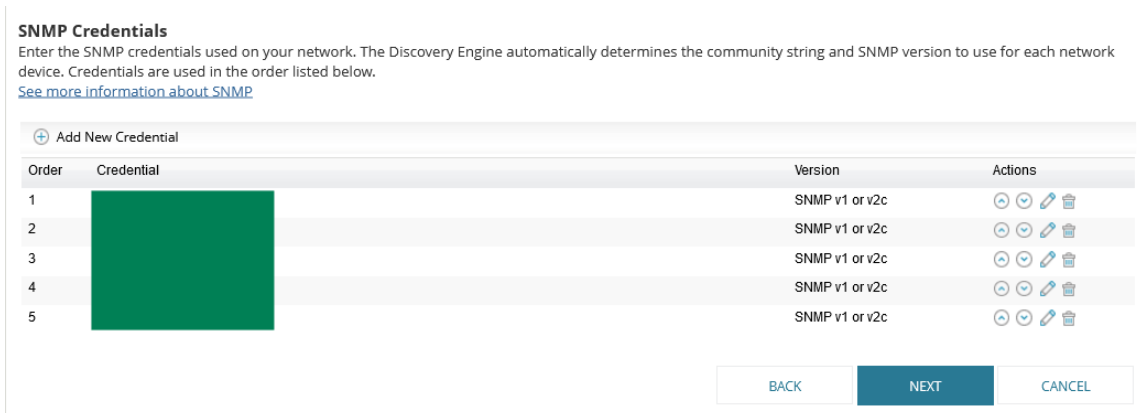 SNMP Credentials
Enter the SNMP credentials used on your network. The Discovery Engine automatically determines the community string and SNMP version to use for each network
device. Credentials are used in the order listed below.
See more information about SNMP
Add New Credential
Order Credential Version Actions
1 SNMP v1 or v2c
2 SNMP v1 or v2c
3 SNMP v1 or v2c
4 SNMP v1 or v2c
5 SNMP v1 or v2c
BACK NEXT CANCEL